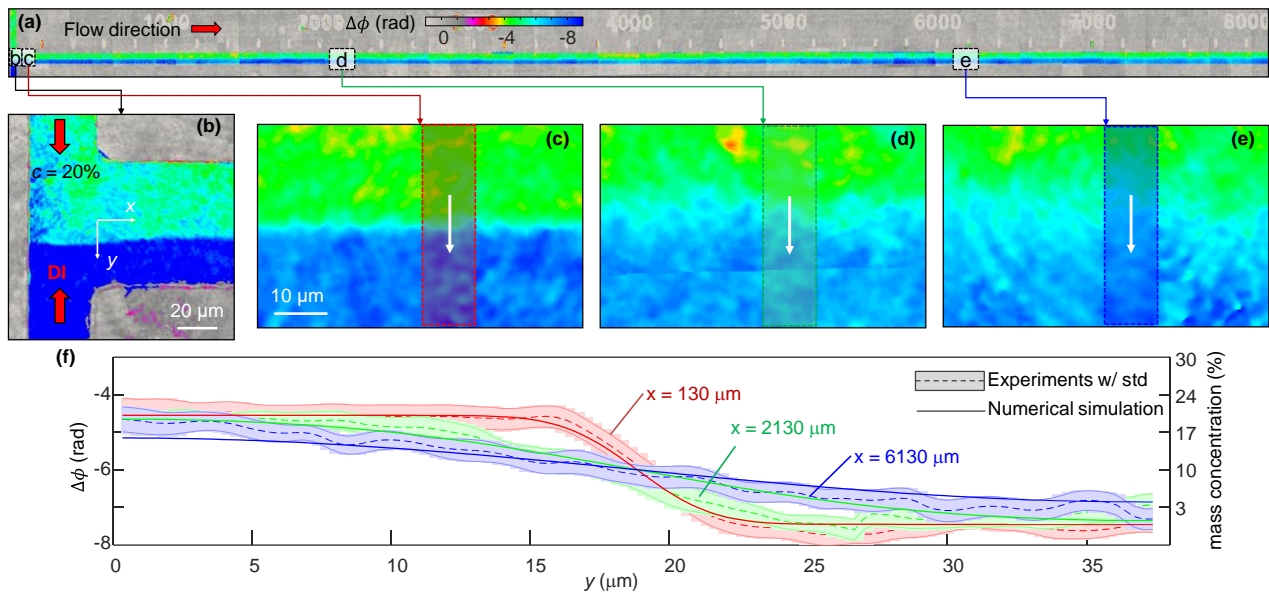 (a)
Flow direction
Δϕ (rad)
0
-4
-8
4000
5000
6000
7000
8000
b
c
d
e
(b)
c = 20%
x
y
DI
20 μm
(c)
10 μm
(d)
(e)
(f)
Δϕ (rad)
-4
-6
-8
x = 130 μm
x = 2130 μm
x = 6130 μm
Experiments w/ std
Numerical simulation
30
24
17
10
3
mass concentration (%)
0
5
10
15
20
25
30
35
y (μm)